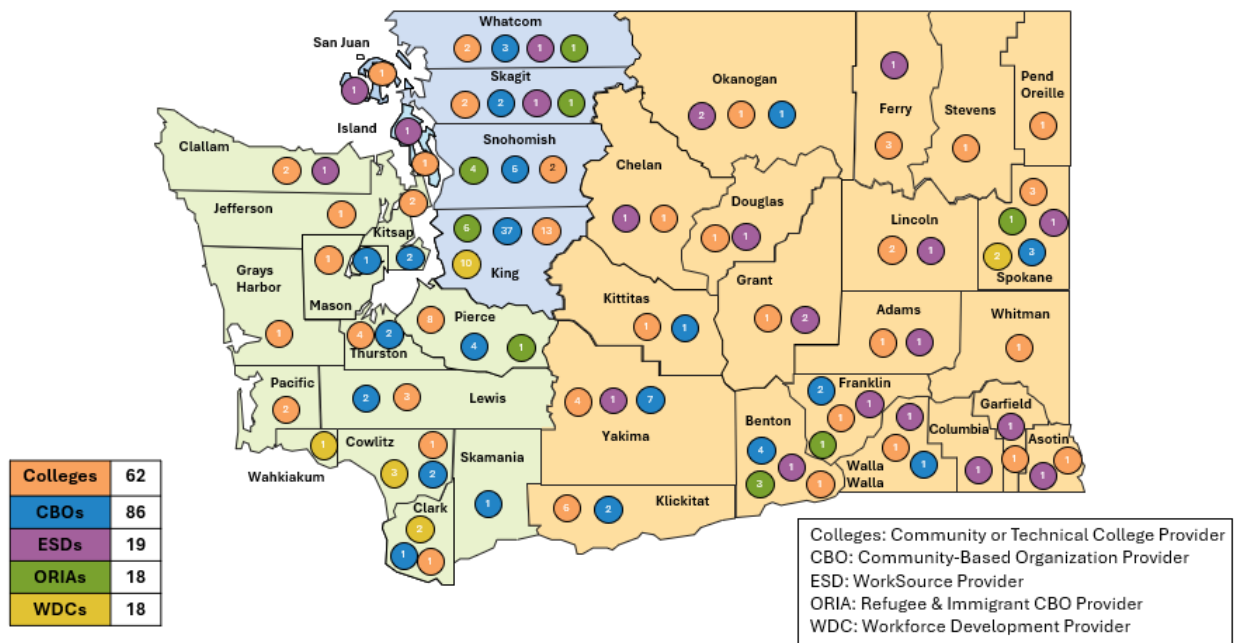 Whatcom
2 3 1 1
San Juan
1
1
Skagit
2 2 1 1
Island
1
1
Snohomish
4 2
Clallam
2 1
Jefferson
1
Kitsap
2
2
37 13
10
King
Grays
Harbor
1
1 1
Mason
4 2
Thurston
Pierce
8
4 1
Pacific
2
2 3
Lewis
Wahkiakum
1
Cowlitz
1
3 2
Skamania
1
Clark
2
1 1
Okanogan
2 1 1
1
Ferry
3
Stevens
1
Pend
Oreille
1
Chelan
1 1
Douglas
1 1
Lincoln
2 1
3
1 1
2 3
Spokane
Kittitas
1 1
Grant
1 2
Adams
1 1
Whitman
1
4 1 7
Yakima
2
Klickitat
Benton
4
1
3 1
2
Franklin
1
1
1
Walla
Walla
1
1
1
Columbia
1
Garfield
1
1
Asotin
1
1
Colleges 62
CBOs 86
ESDs 19
ORIAs 18
WDCs 18
Colleges: Community or Technical College Provider
CBO: Community-Based Organization Provider
ESD: WorkSource Provider
ORIA: Refugee & Immigrant CBO Provider
WDC: Workforce Development Provider